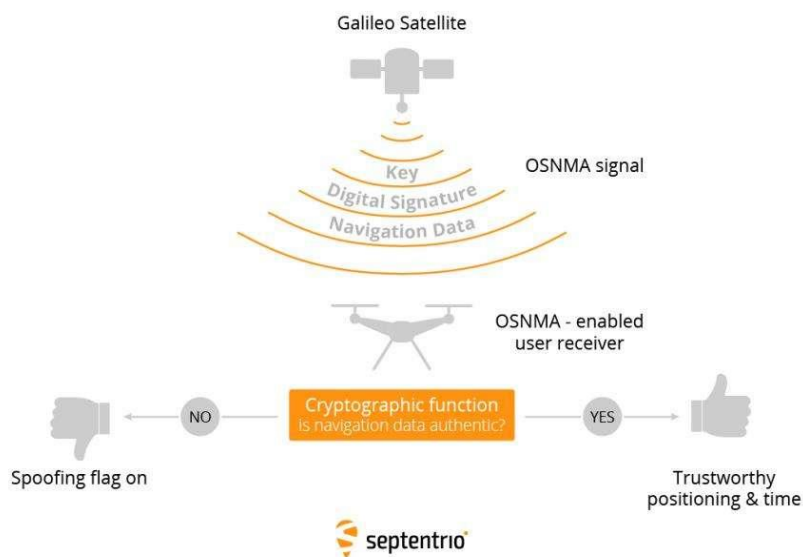 Galileo Satellite
OSNMA signal
Key
Digital Signature
Navigation Data
OSNMA - enabled
user receiver
Cryptographic function
is navigation data authentic?
NO
YES
Spoofing flag on
Trustworthy
positioning & time
septentrio